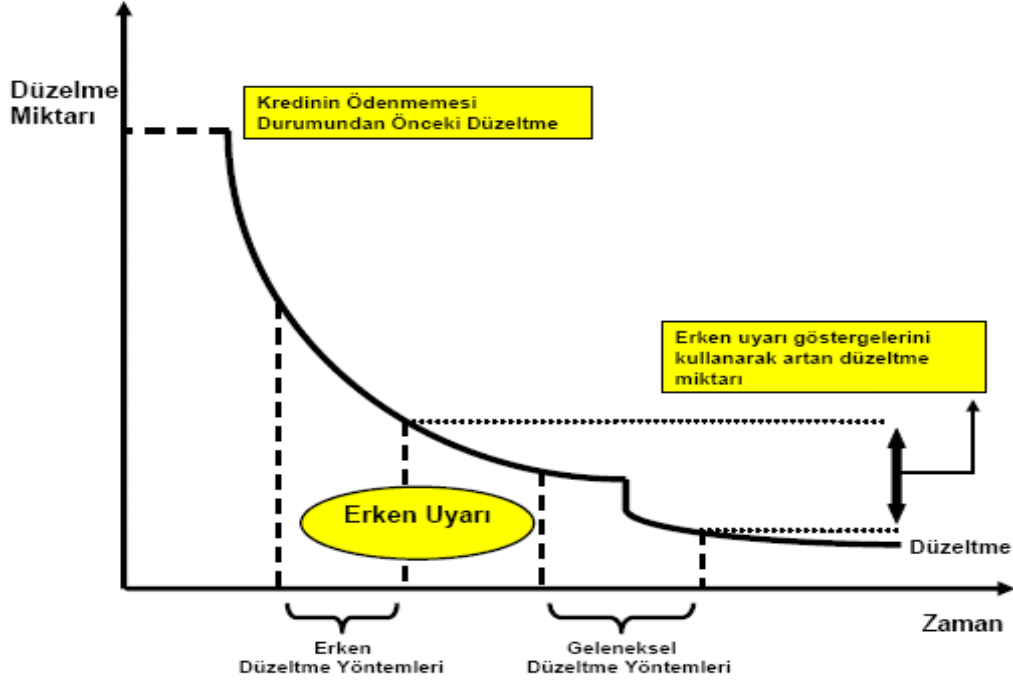 Düzelme
Miktarı
Kredinin Ödenmemesi
Durumundan Önceki Düzeltme
Erken uyarı göstergelerini
kullanarak artan düzeltme
miktarı
Erken Uyarı
Düzeltme
Zaman
Erken
Düzeltme Yöntemleri
Geleneksel
Düzeltme Yöntemleri